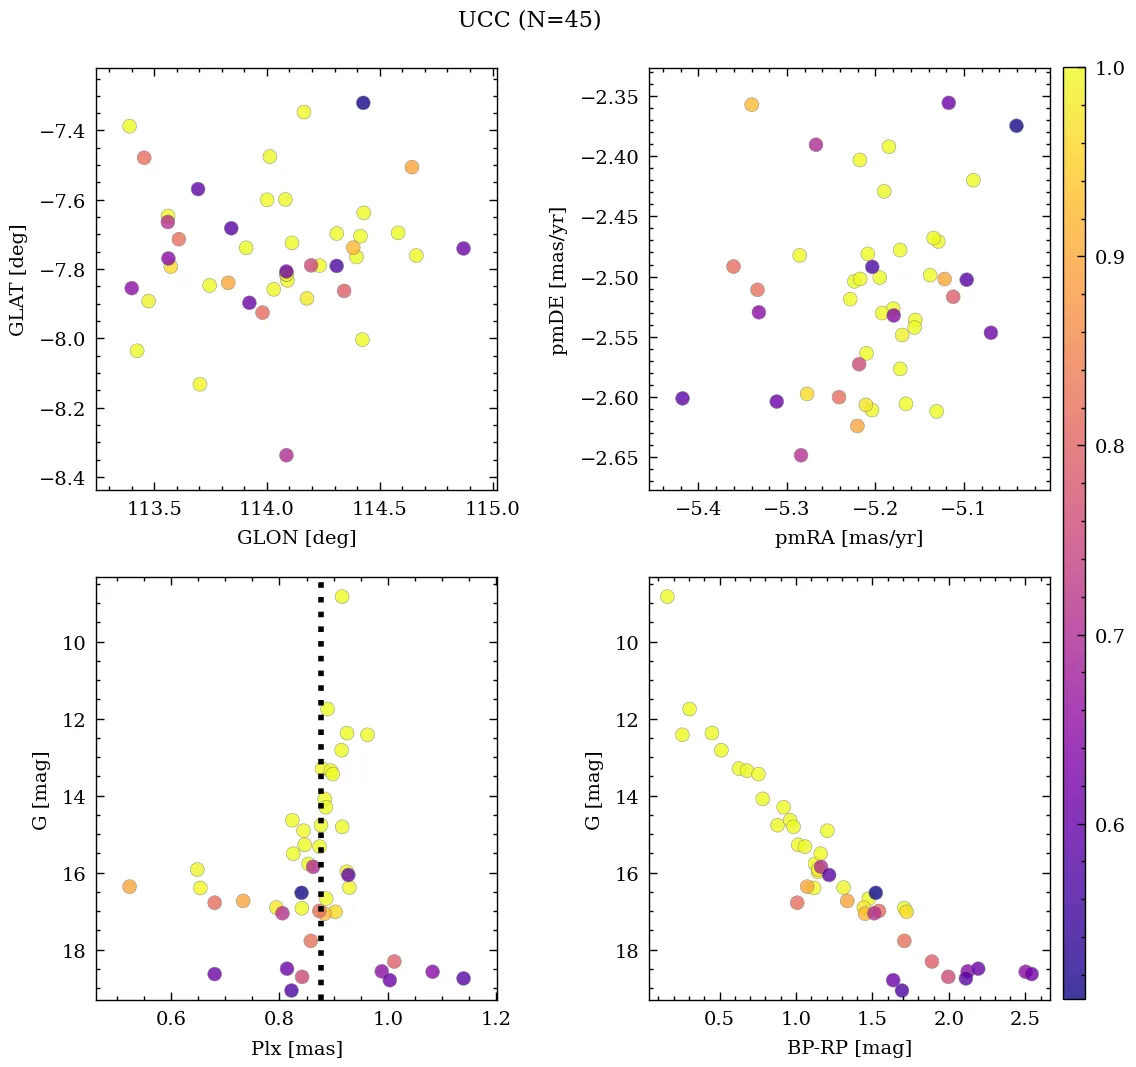 UCC (N=45)
−7.4
−7.6
−7.8
−8.0
−8.2
−8.4
GLAT [deg]
113.5 114.0 114.5 115.0
GLON [deg]
−2.35
−2.40
−2.45
−2.50
−2.55
−2.60
−2.65
pmDE [mas/yr]
−5.4 −5.3 −5.2 −5.1
pmRA [mas/yr]
10
12
14
16
18
G [mag]
0.6 0.8 1.0 1.2
Plx [mas]
10
12
14
16
18
G [mag]
0.5 1.0 1.5 2.0 2.5
BP-RP [mag]
1.0
0.9
0.8
0.7
0.6